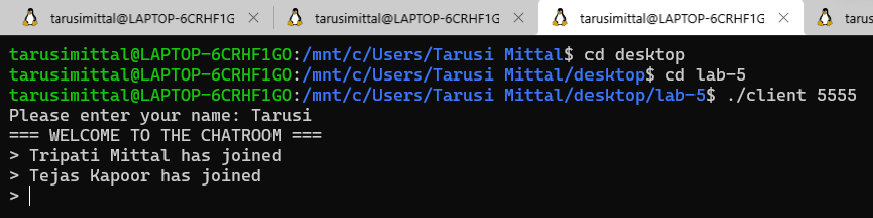 tarusimittal@LAPTOP-6CRHF1G
tarusimittal@LAPTOP-6CRHF1G
tarusimittal@LAPTOP-6CRHF1G
tarus
tarusimittal@LAPTOP-6CRHF1GO:/mnt/c/Users/Tarusi Mittal$ cd desktop
tarusimittal@LAPTOP-6CRHF1GO:/mnt/c/Users/Tarusi Mittal/desktop$ cd lab-5
tarusimittal@LAPTOP-6CRHF1GO:/mnt/c/Users/Tarusi Mittal/desktop/lab-5$ ./client 5555
Please enter your name: Tarusi
=== WELCOME TO THE CHATROOM ===
> Tripati Mittal has joined
> Tejas Kapoor has joined
>